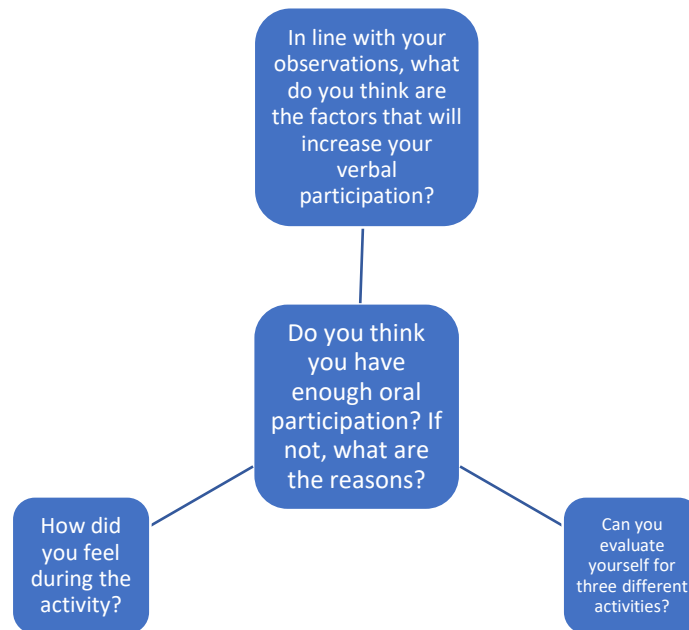 In line with your
observations, what
do you think are
the factors that will
increase your
verbal
participation?
Do you think
you have
enough oral
participation? If
not, what are
the reasons?
How did
you feel
during the
activity?
Can you
evaluate
yourself for
three different
activities?